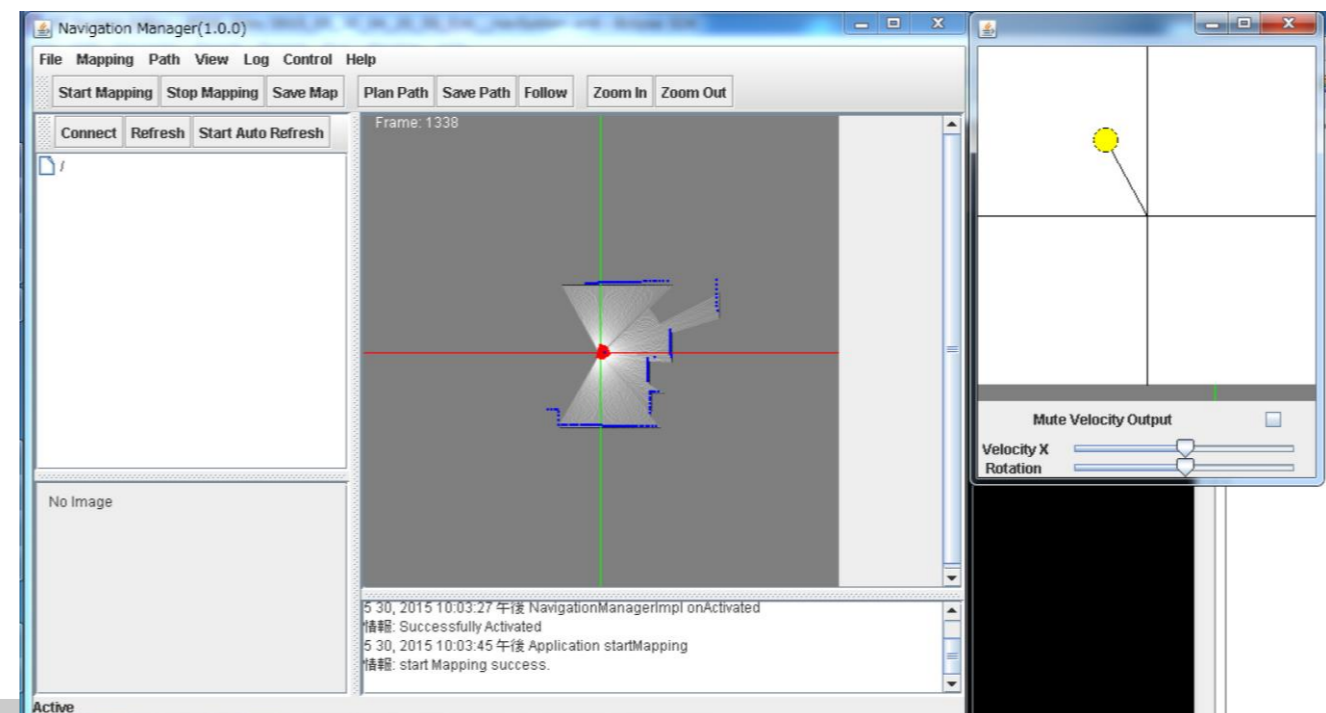 Navigation Manager(1.0.0)
File Mapping Path View Log Control Help
Start Mapping Stop Mapping Save Map Plan Path Save Path Follow Zoom In Zoom Out
Connect Refresh Start Auto Refresh
/
Frame: 1338
No Image
5 30, 2015 10:03:27 午後 NavigationManagerImpl onActivated
情報: Successfully Activated
5 30, 2015 10:03:45 午後 Application startMapping
情報: start Mapping success.
Active
Mute Velocity Output
Velocity X
Rotation